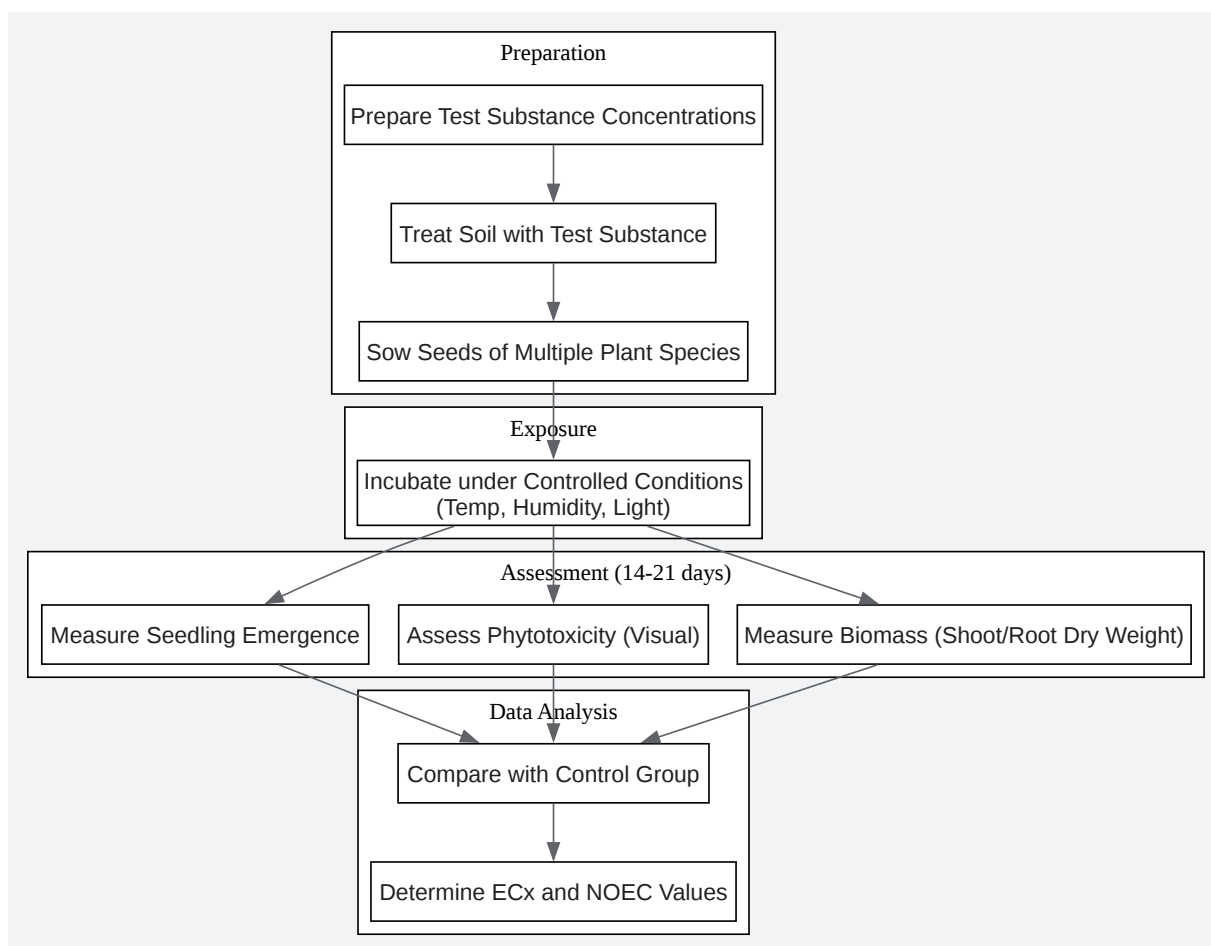 Preparation
Prepare Test Substance Concentrations
Treat Soil with Test Substance
Sow Seeds of Multiple Plant Species
Exposure
Incubate under Controlled Conditions
(Temp, Humidity, Light)
Assessment (14-21 days)
Measure Seedling Emergence
Assess Phytotoxicity (Visual)
Measure Biomass (Shoot/Root Dry Weight)
Data Analysis
Compare with Control Group
Determine ECx and NOEC Values